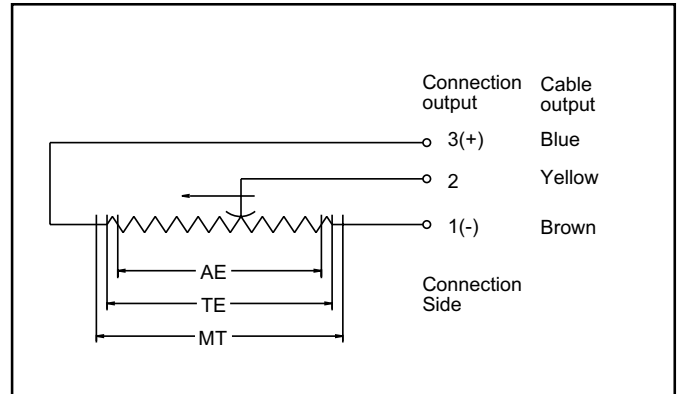 Connection output
Cable output
3(+) Blue
2 Yellow
1(-) Brown
AE
TE
MT
Connection Side